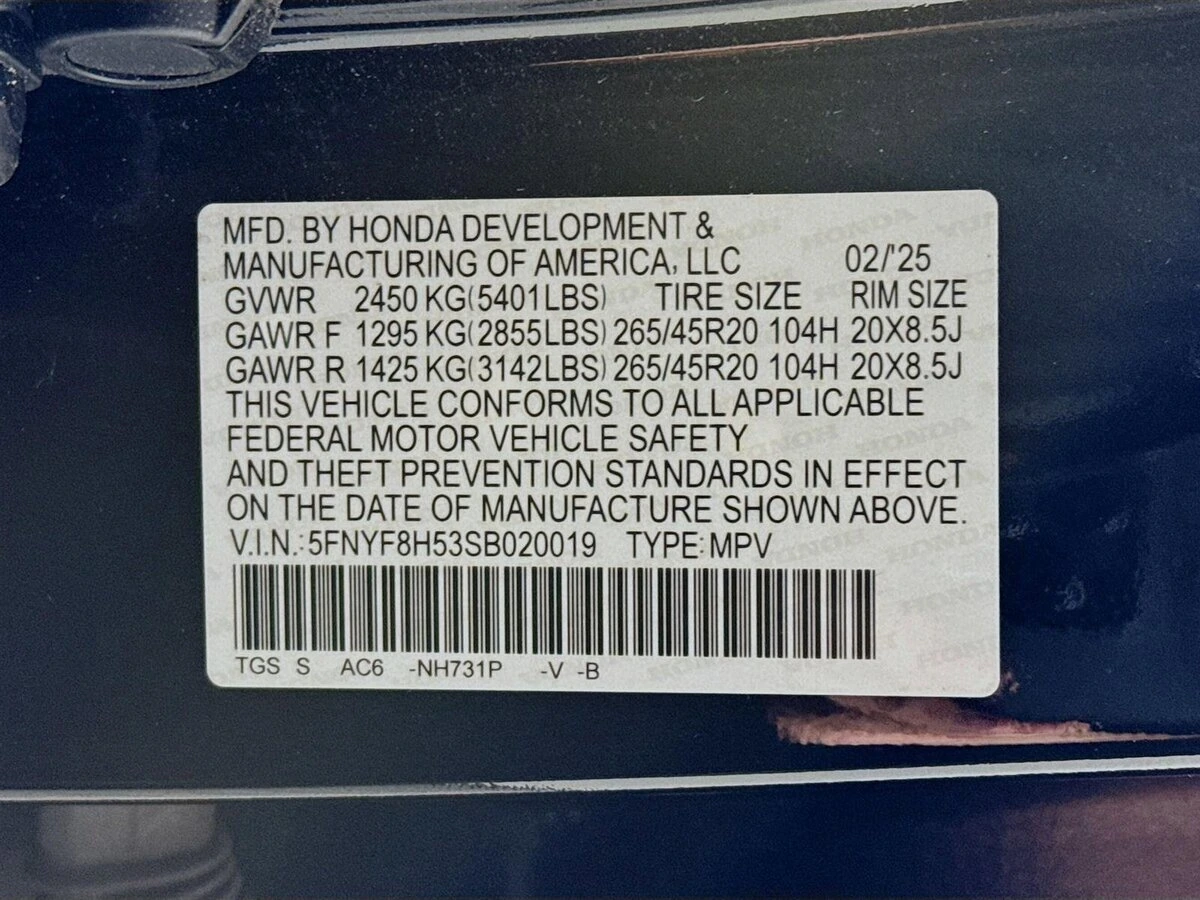 MFD. BY HONDA DEVELOPMENT &
MANUFACTURING OF AMERICA, LLC 02/'25
GVWR 2450 KG(5401LBS) TIRE SIZE RIM SIZE
GAWR F 1295 KG(2855LBS) 265/45R20 104H 20X8.5J
GAWR R 1425 KG(3142LBS) 265/45R20 104H 20X8.5J
THIS VEHICLE CONFORMS TO ALL APPLICABLE
FEDERAL MOTOR VEHICLE SAFETY
AND THEFT PREVENTION STANDARDS IN EFFECT
ON THE DATE OF MANUFACTURE SHOWN ABOVE.
V.I.N.:5FNYF8H53SB020019 TYPE:MPV
TGS S AC6 -NH731P -V -B